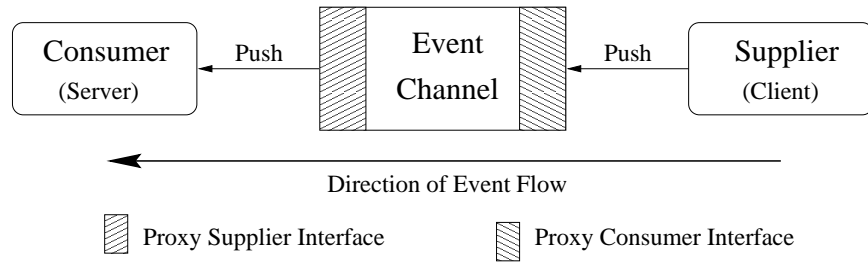 Consumer
(Server)
Push
Event
Channel
Push
Supplier
(Client)
Direction of Event Flow
Proxy Supplier Interface
Proxy Consumer Interface